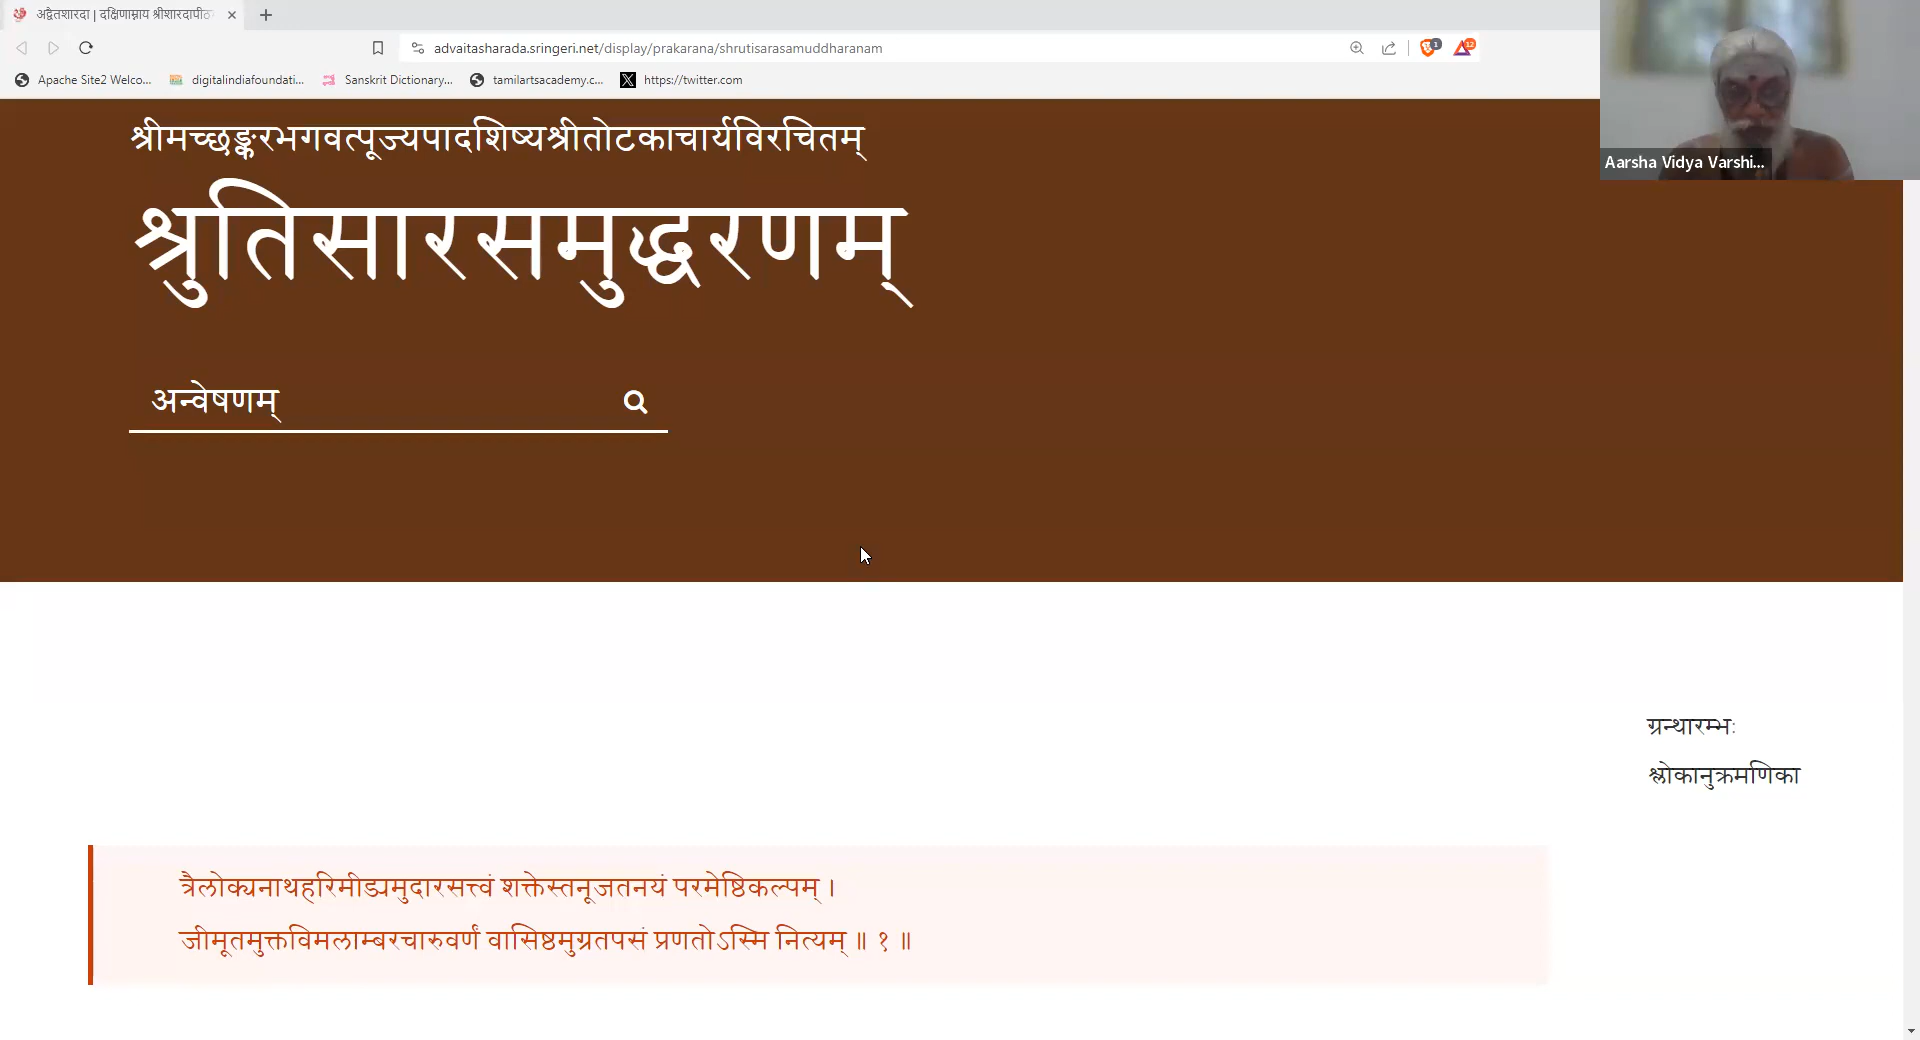 अद्वैतशारदा | दक्षिणाम्नाय श्रीशारदापीठ
advaitasharada.sringeri.net/display/prakarana/shrutisarasamuddharanam
1
12
Apache Site2 Welco... digitalindiafoundati... Sanskrit Dictionary... tamilartsacademy.c... https://twitter.com
Aarsha Vidya Varshi...
श्रीमच्छङ्करभगवत्पूज्यपादशिष्यश्रीतोटकाचार्यविरचितम्
श्रुतिसारसमुद्धरणम्
अन्वेषणम्
ग्रन्थारम्भः
श्लोकानुक्रमणिका
त्रैलोक्यनाथहरिमीड्यमुदारसत्त्वं शक्तेस्तनूजतनयं परमेष्ठिकल्पम् ।
जीमूतमुक्तविमलाम्बरचारुवर्णं वासिष्ठमुग्रतपसं प्रणतोऽस्मि नित्यम् ॥ १ ॥